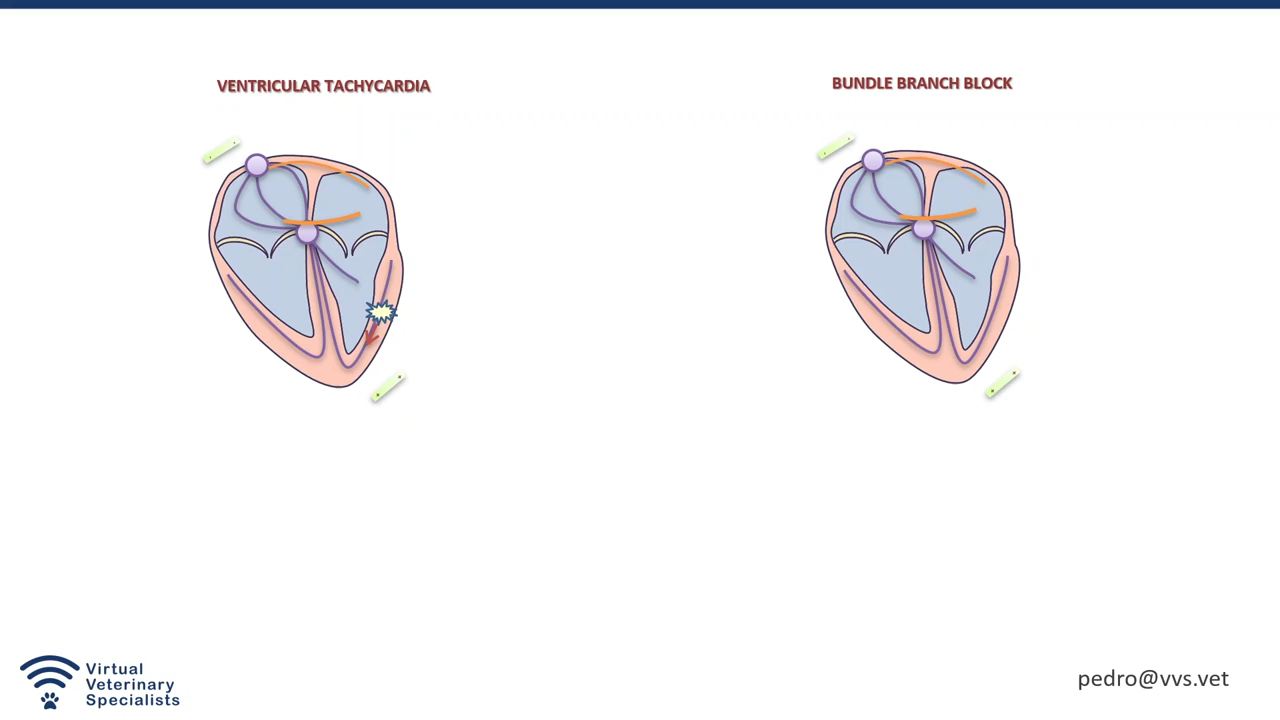 VENTRICULAR TACHYCARDIA
BUNDLE BRANCH BLOCK
Virtual
Veterinary
Specialists
pedro@vvs.vet